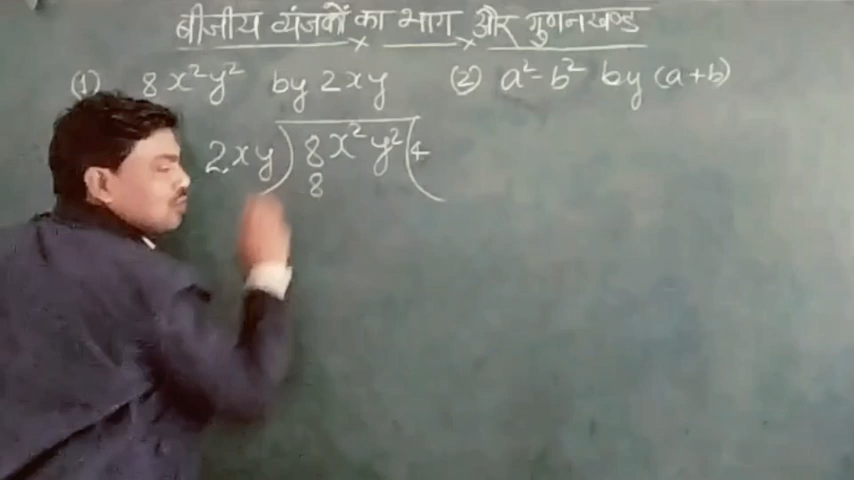 बीजीय व्यंजकों का भाग और गुणनखण्ड
(1) 8x²y² by 2xy (2) a²-b² by (a+b)
2xy)8x²y²(4
8